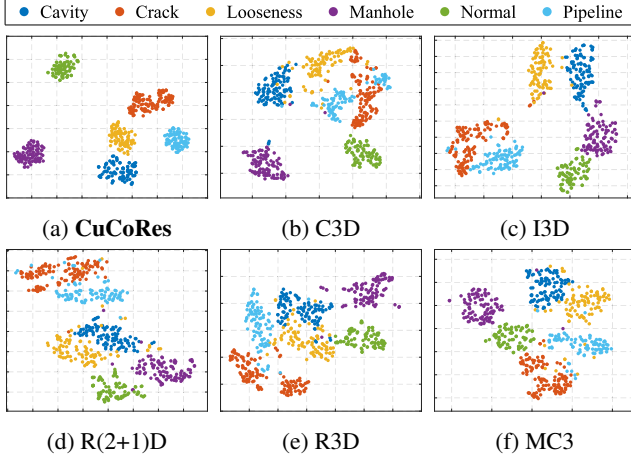 Cavity Crack Looseness Manhole Normal Pipeline
(a) CuCoRes (b) C3D (c) I3D
(d) R(2+1)D (e) R3D (f) MC3